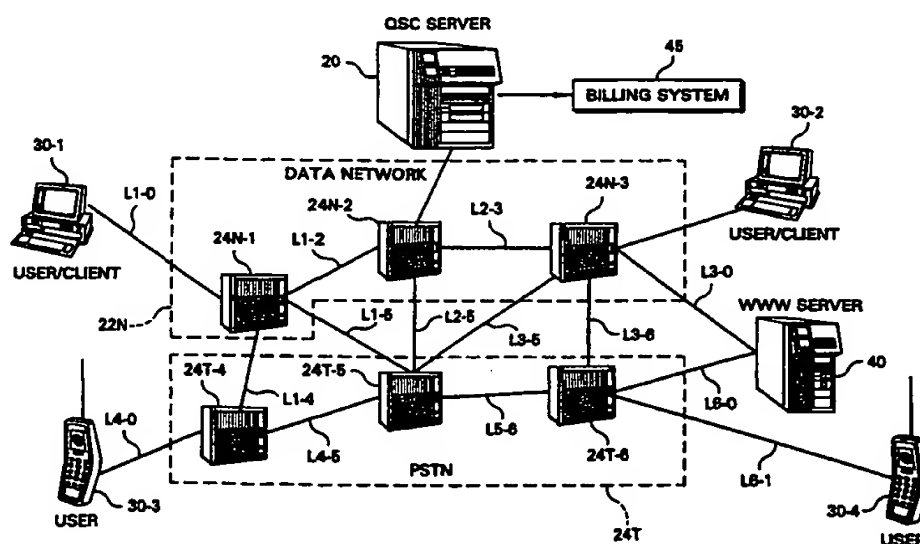 QSC SERVER
20
45
BILLING SYSTEM
30-1
30-2
L1-0
DATA NETWORK
24N-1
24N-2
24N-3
L1-2
L2-3
USER/CLIENT
USER/CLIENT
L3-0
WWW SERVER
22N
L1-5
L2-5
L3-5
L3-6
24T-4
24T-5
L1-4
40
L4-0
L4-5
L5-6
L6-0
24T-6
PSTN
L6-1
30-3
USER
24T
30-4
USER